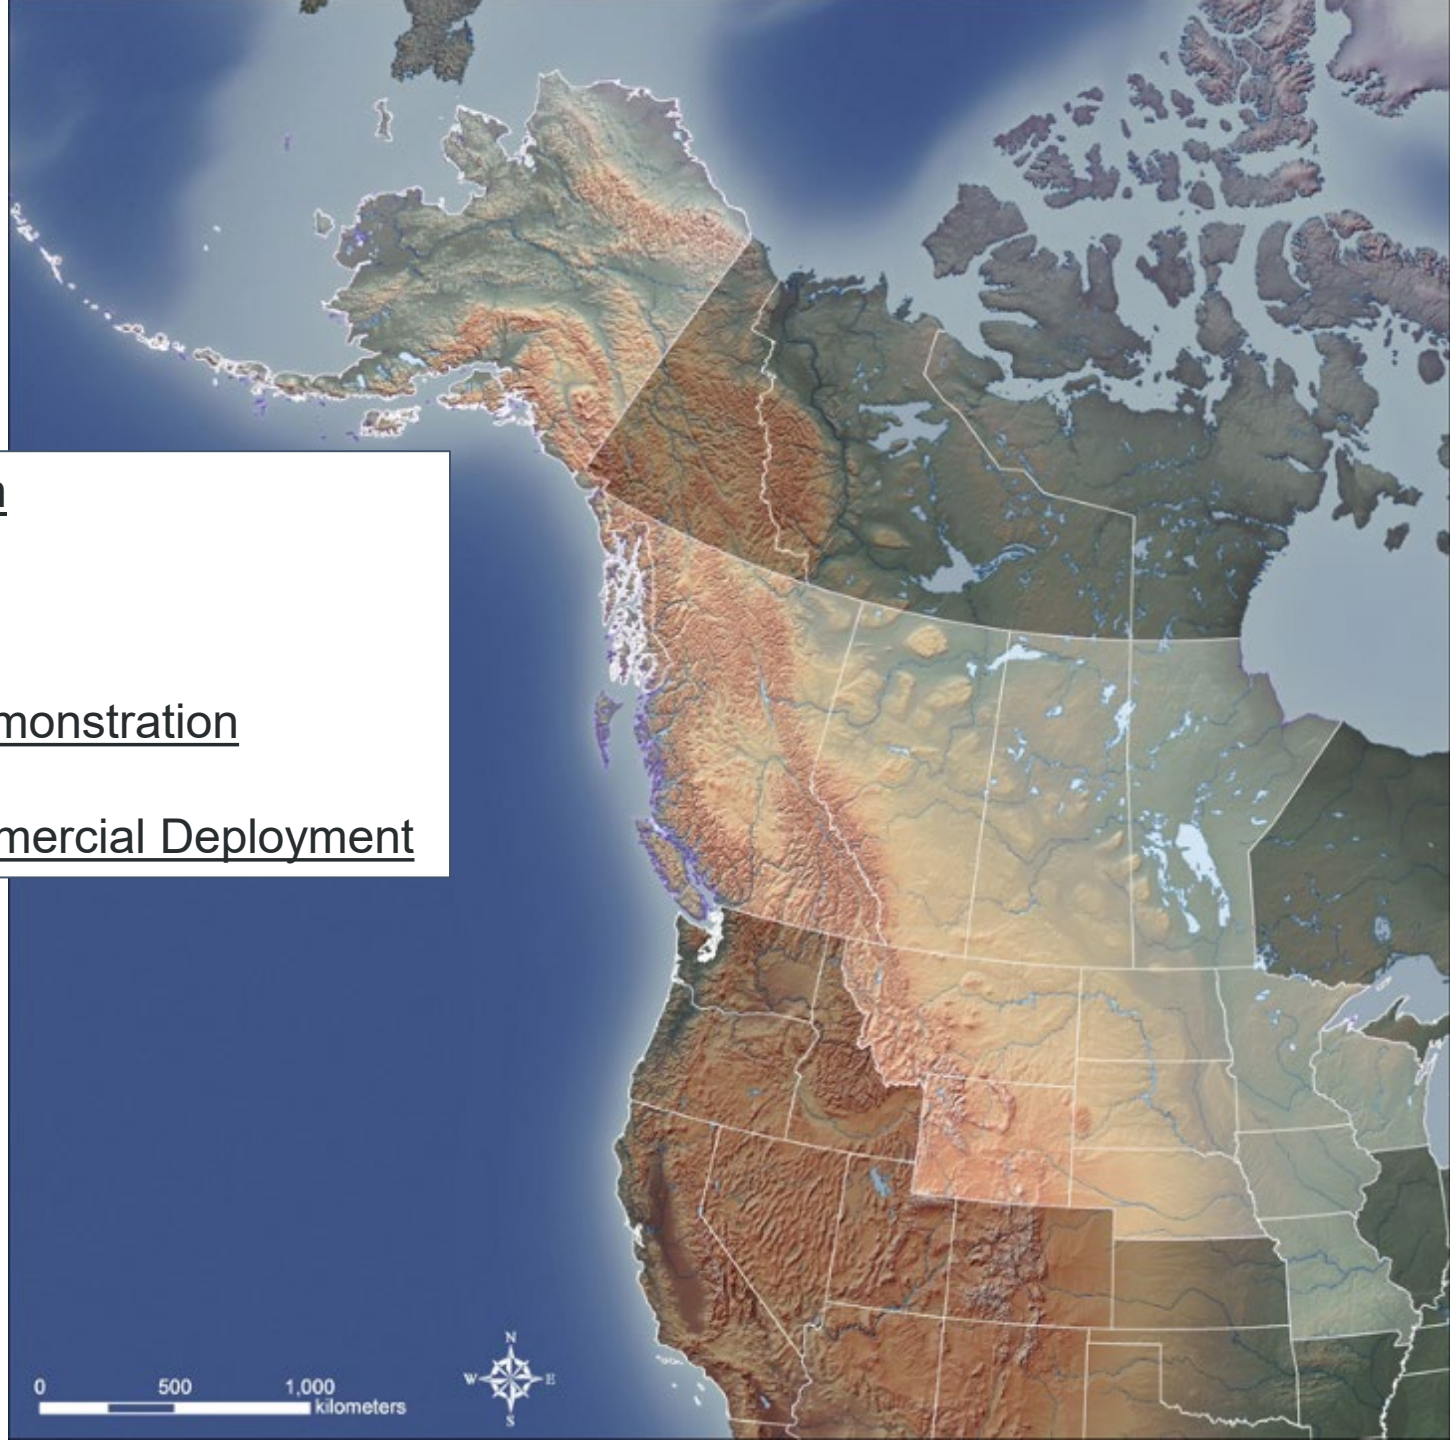 monstration
mercial Deployment
N
W E
S
0 500 1,000
kilometers